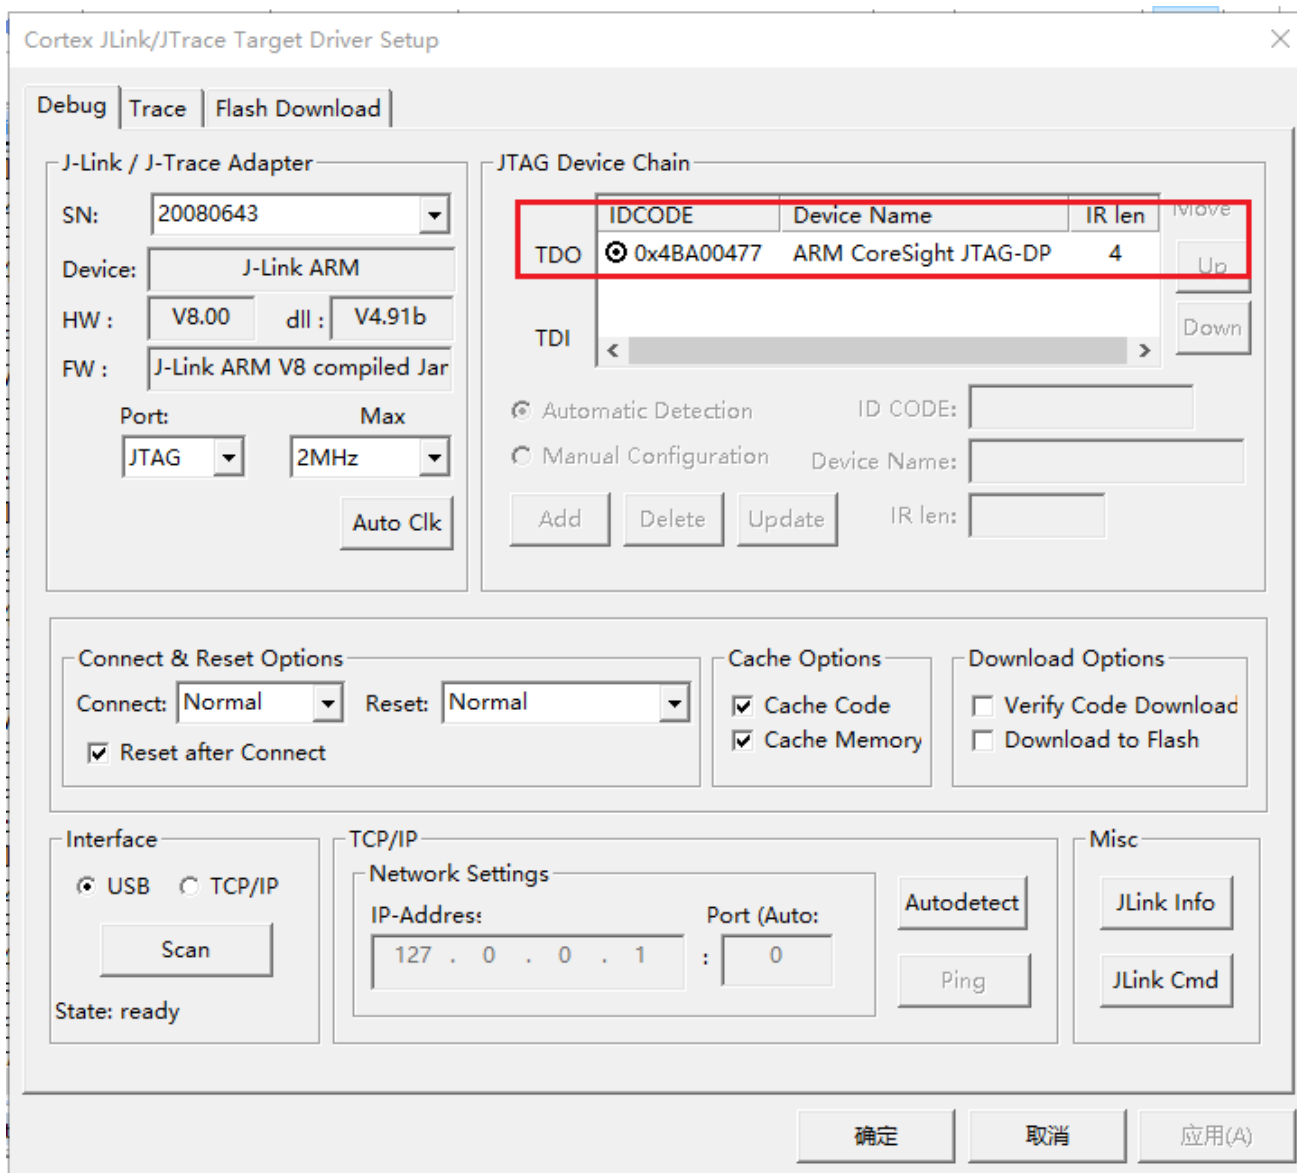 Cortex JLink/JTrace Target Driver Setup
Debug Trace Flash Download
J-Link / J-Trace Adapter
SN: 20080643
Device: J-Link ARM
HW : V8.00 dll : V4.91b
FW : J-Link ARM V8 compiled Jar
Port: Max
JTAG 2MHz
Auto Clk
JTAG Device Chain
IDCODE Device Name IR len Move
TDO 0x4BA00477 ARM CoreSight JTAG-DP 4 Up
TDI Down
Automatic Detection ID CODE:
Manual Configuration Device Name:
Add Delete Update IR len:
Connect & Reset Options
Connect: Normal Reset: Normal
Reset after Connect
Cache Options
Cache Code
Cache Memory
Download Options
Verify Code Download
Download to Flash
Interface
USB TCP/IP
Scan
State: ready
TCP/IP
Network Settings
IP-Address Port (Auto:
127 . 0 . 0 . 1 : 0
Autodetect
Ping
Misc
JLink Info
JLink Cmd
确定 取消 应用(A)